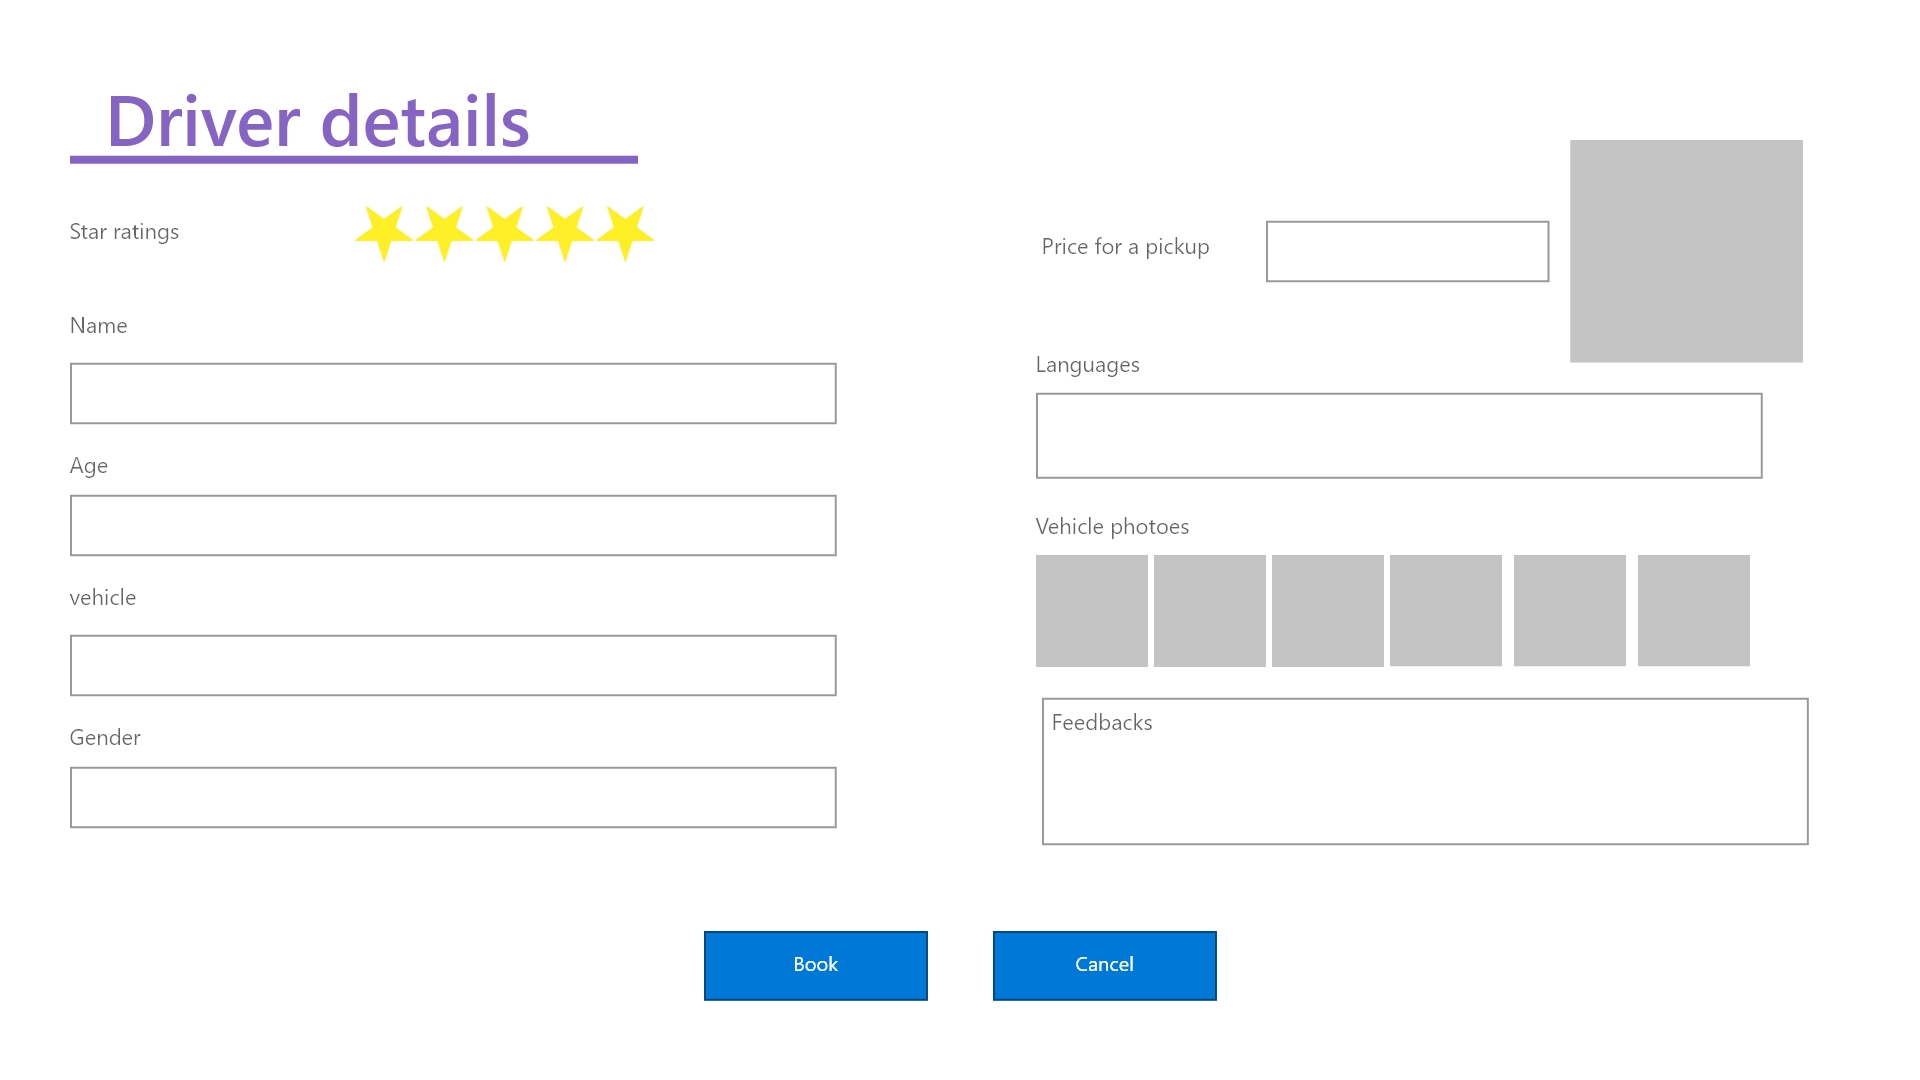 Driver details
Star ratings
Price for a pickup
Name
Languages
Age
Vehicle photoes
vehicle
Feedbacks
Gender
Book
Cancel